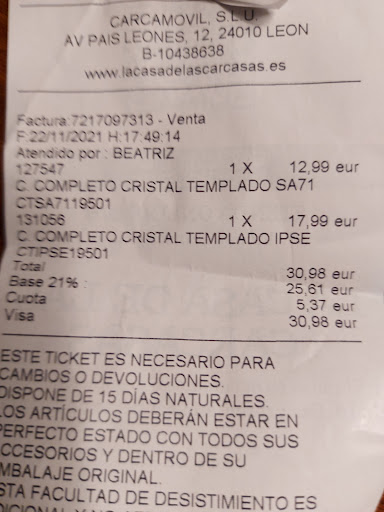 CARCAMOVIL, S.L.U.
AV PAIS LEONES, 12, 24010 LEON
B-10438638
www.lacasadelascarcasas.es
Factura:7217097313 - Venta
F:22/11/2021 H:17:49:14
Atendido por : BEATRIZ
127547 1 X 12,99 eur
C. COMPLETO CRISTAL TEMPLADO SA71
CTSA7119501
131056 1 X 17,99 eur
C. COMPLETO CRISTAL TEMPLADO IPSE
CTIPSE19501
Total 30,98 eur
Base 21% : 25,61 eur
Cuota 5,37 eur
Visa 30,98 eur
ESTE TICKET ES NECESARIO PARA
CAMBIOS O DEVOLUCIONES.
DISPONE DE 15 DÍAS NATURALES.
LOS ARTÍCULOS DEBERÁN ESTAR EN
PERFECTO ESTADO CON TODOS SUS
ACCESORIOS Y DENTRO DE SU
EMBALAJE ORIGINAL.
ESTA FACULTAD DE DESISTIMIENTO ES